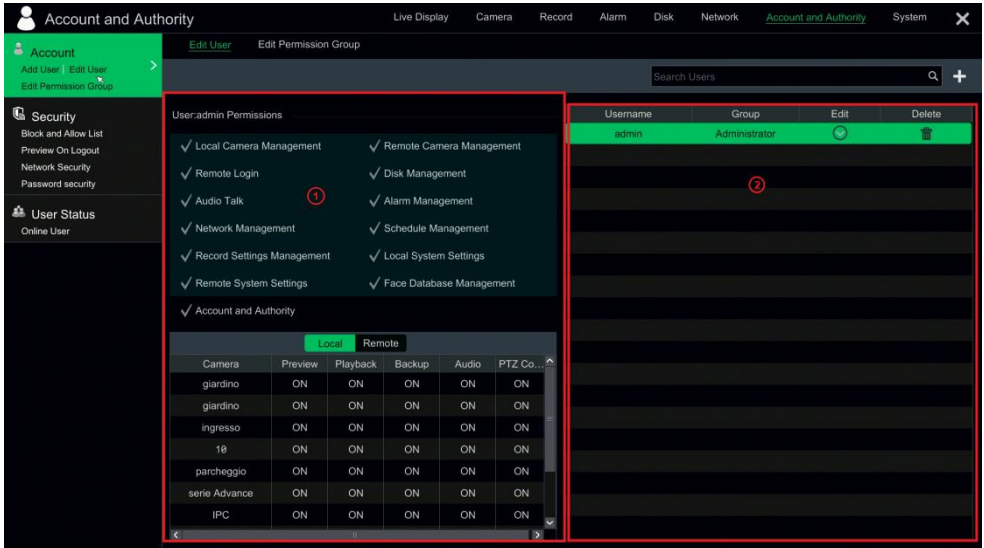 Account and Authority
Live Display Camera Record Alarm Disk Network Account and Authority System
Account
Add User | Edit User
Edit Permission Group
Security
Block and Allow List
Preview On Logout
Network Security
Password security
User Status
Online User
Edit User Edit Permission Group
Search Users
User:admin Permissions
Local Camera Management Remote Camera Management
Remote Login Disk Management
Audio Talk Alarm Management
Network Management Schedule Management
Record Settings Management Local System Settings
Remote System Settings Face Database Management
Account and Authority
1
Local Remote
Camera Preview Playback Backup Audio PTZ Co...
giardino ON ON ON ON ON
giardino ON ON ON ON ON
ingresso ON ON ON ON ON
10 ON ON ON ON ON
parcheggio ON ON ON ON ON
serie Advance ON ON ON ON ON
IPC ON ON ON ON ON
Username Group Edit Delete
admin Administrator
2